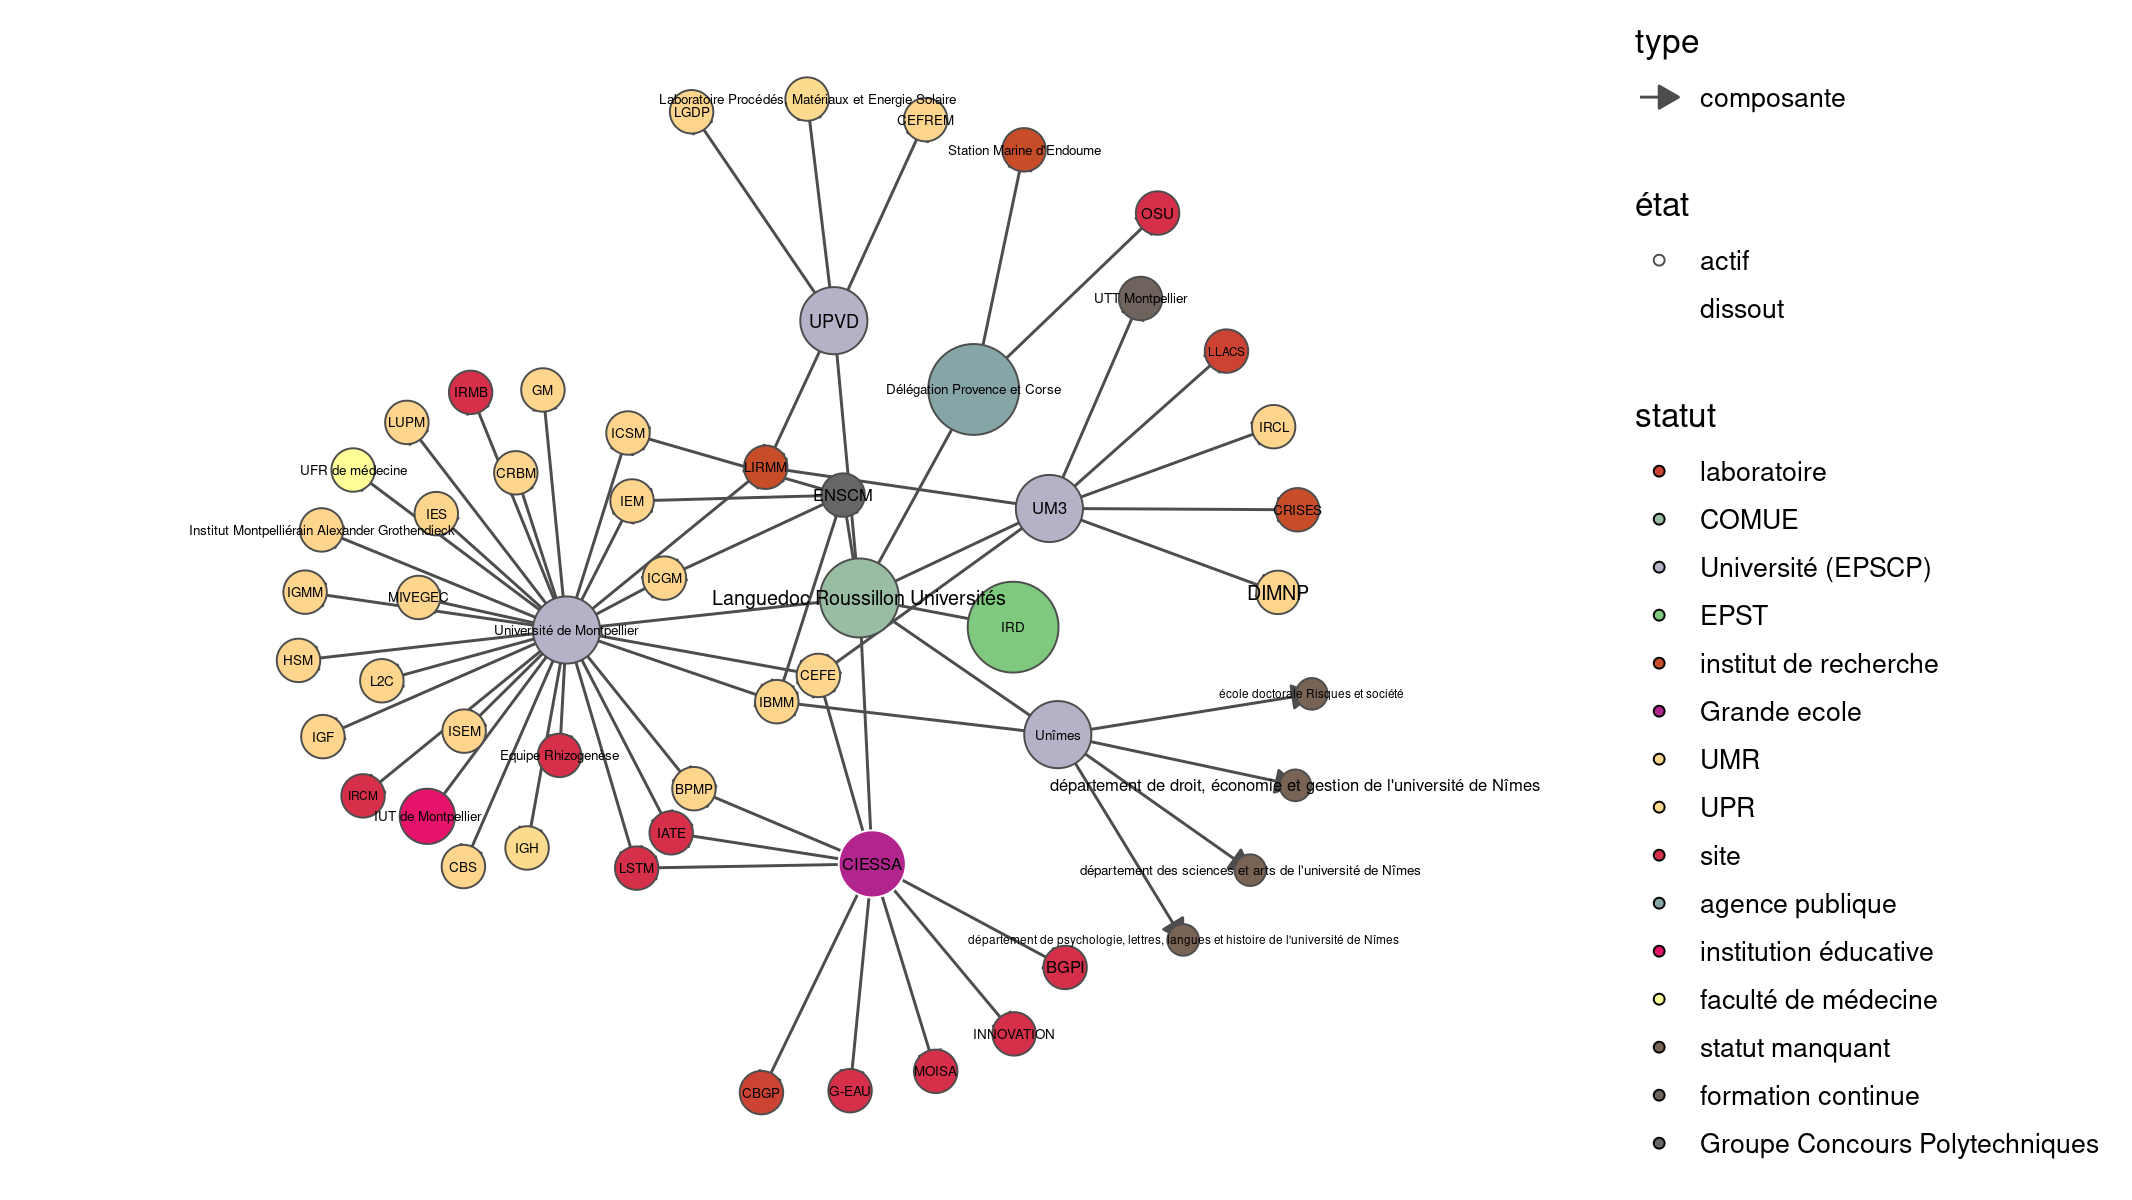 Laboratoire Procédés, Matériaux et Energie Solaire
LGDP
CEFREM
Station Marine d'Endoume
OSU
UTT Montpellier
UPVD
LLACS
Délégation Provence et Corse
IRMB
GM
LUPM
ICSM
IRCL
UFR de médecine
CRBM
LIRMM
ENSCM
IEM
UM3
CRISES
IES
Institut Montpelliérain Alexander Grothendieck
ICGM
IGMM
MIVEGEC
Languedoc Roussillon Universités
DIMNP
Université de Montpellier
IRD
HSM
L2C
CEFE
IBMM
école doctorale Risques et société
IGF
ISEM
Unîmes
Equipe Rhizogenèse
département de droit, économie et gestion de l'université de Nîmes
BPMP
IRCM
IUT de Montpellier
IATE
IGH
CBS
LSTM
CIESSA
département des sciences et arts de l'université de Nîmes
département de psychologie, lettres, langues et histoire de l'université de Nîmes
BGPI
INNOVATION
MOISA
G-EAU
CBGP
type
composante
état
actif
dissout
statut
laboratoire
COMUE
Université (EPSCP)
EPST
institut de recherche
Grande ecole
UMR
UPR
site
agence publique
institution éducative
faculté de médecine
statut manquant
formation continue
Groupe Concours Polytechniques